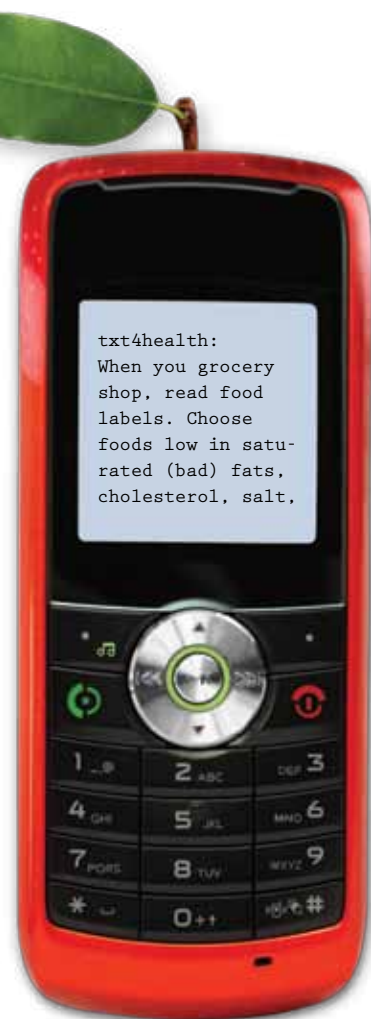 txt4health:
When you grocery
shop, read food
labels. Choose
foods low in satu-
rated (bad) fats,
cholesterol, salt,
1
2 ABC
DEF 3
4 GHI
5 JKL
MNO 6
7 PQRS
8 TUV
WXYZ 9
*
0 ++
#